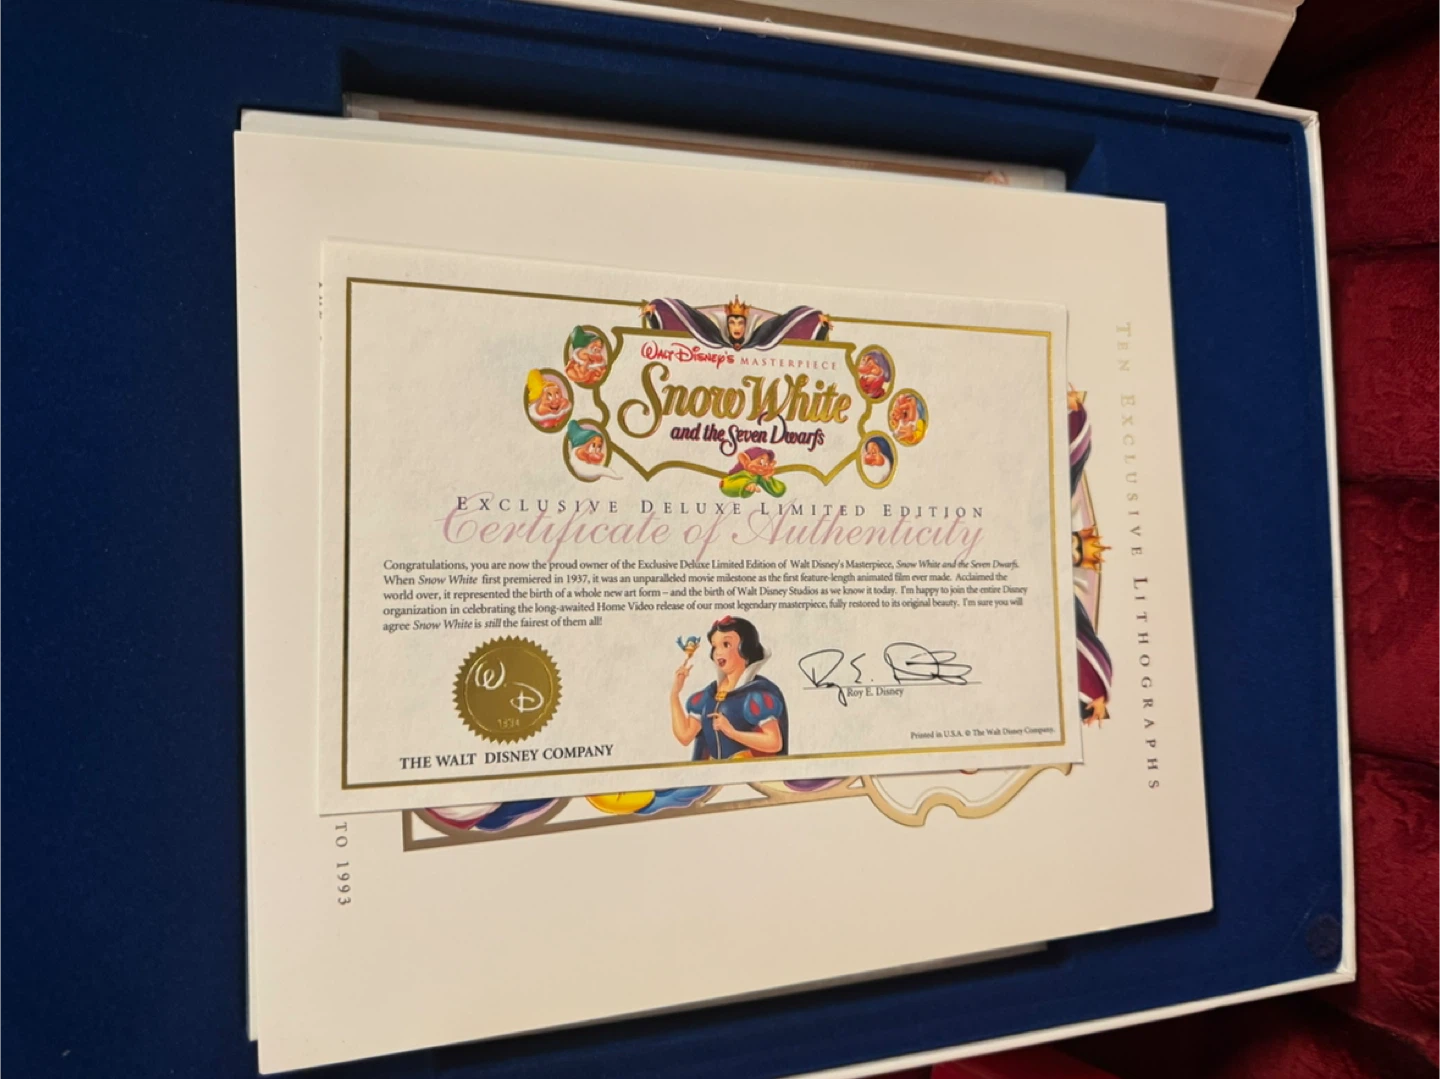 WALT DISNEY'S MASTERPIECE
Snow White
and the Seven Dwarfs
EXCLUSIVE DELUXE LIMITED EDITION
Certificate of Authenticity
Congratulations, you are now the proud owner of the Exclusive Deluxe Limited Edition of Walt Disney's Masterpiece, Snow White and the Seven Dwarfs.
When Snow White first premiered in 1937, it was an unparalleled movie milestone as the first feature-length animated film ever made. Acclaimed the
world over, it represented the birth of a whole new art form – and the birth of Walt Disney Studios as we know it today. I'm happy to join the entire Disney
organization in celebrating the long-awaited Home Video release of our most legendary masterpiece, fully restored to its original beauty. I'm sure you will
agree Snow White is still the fairest of them all!
W
D
Roy E. Disney
THE WALT DISNEY COMPANY
Printed in U.S.A. © The Walt Disney Company.
TEN EXCLUSIVE LITHOGRAPHS
TO 1993